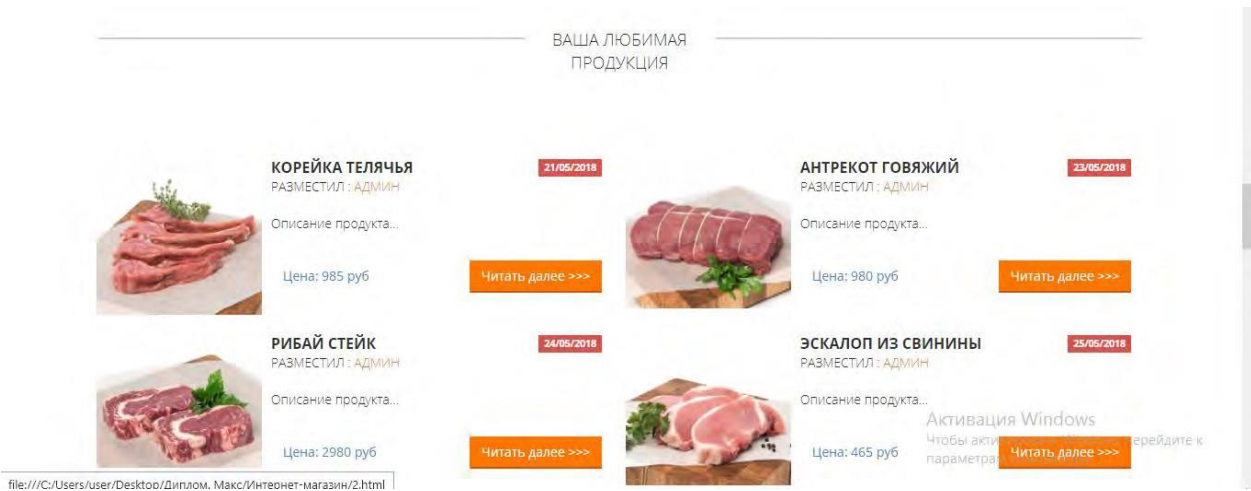 ВАША ЛЮБИМАЯ
ПРОДУКЦИЯ
КОРЕЙКА ТЕЛЯЧЬЯ
21/05/2018
РАЗМЕСТИЛ : АДМИН
Описание продукта...
Цена: 985 руб
Читать далее >>>
АНТРЕКОТ ГОВЯЖИЙ
23/05/2018
РАЗМЕСТИЛ : АДМИН
Описание продукта...
Цена: 980 руб
Читать далее >>>
РИБАЙ СТЕЙК
24/05/2018
РАЗМЕСТИЛ : АДМИН
Описание продукта...
Цена: 2980 руб
Читать далее >>>
ЭСКАЛОП ИЗ СВИНИНЫ
25/05/2018
РАЗМЕСТИЛ : АДМИН
Описание продукта...
Цена: 465 руб
Читать далее >>>
Активация Windows
Чтобы перейдите к
file:///C:/Users/user/Desktop/Диплом. Макс/Интернет-магазин/2.html